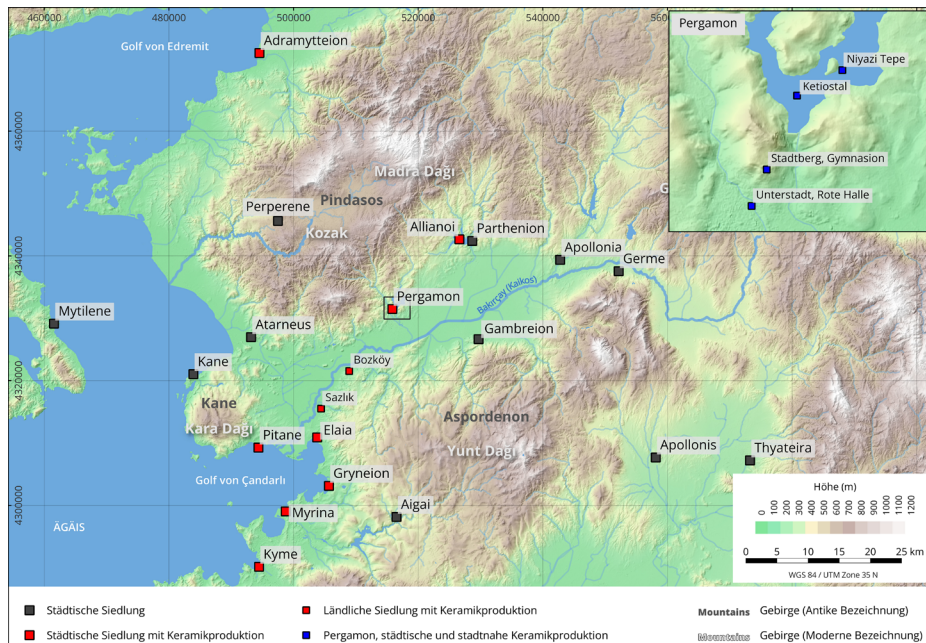 460000
480000
500000
520000
540000
4360000
4340000
4320000
4300000
Golf von Edremit
Adramytteion
Madra Dağı
Pindasos
Perperene
Kozak
Allianoi
Parthenion
Apollonia
Germe
Pergamon
Bakırçay (Kaikos)
Mytilene
Atarneus
Gambreion
Kane
Bozköy
Kane
Kara Dağı
Sazlık
Aspordenon
Pitane
Elaia
Yunt Dağı
Apollonis
Thyateira
Golf von Çandarlı
Gryneion
Aigai
Myrina
ÄGÄIS
Kyme
Pergamon
Niyazi Tepe
Ketiostal
Stadtberg, Gymnasion
Unterstadt, Rote Halle
Höhe (m)
0 100 200 300 400 500 600 700 800 900 1000 1100 1200
0 5 10 15 20 25 km
WGS 84 / UTM Zone 35 N
Städtische Siedlung
Städtische Siedlung mit Keramikproduktion
Ländliche Siedlung mit Keramikproduktion
Pergamon, städtische und stadtnahe Keramikproduktion
Mountains Gebirge (Antike Bezeichnung)
Mountains Gebirge (Moderne Bezeichnung)